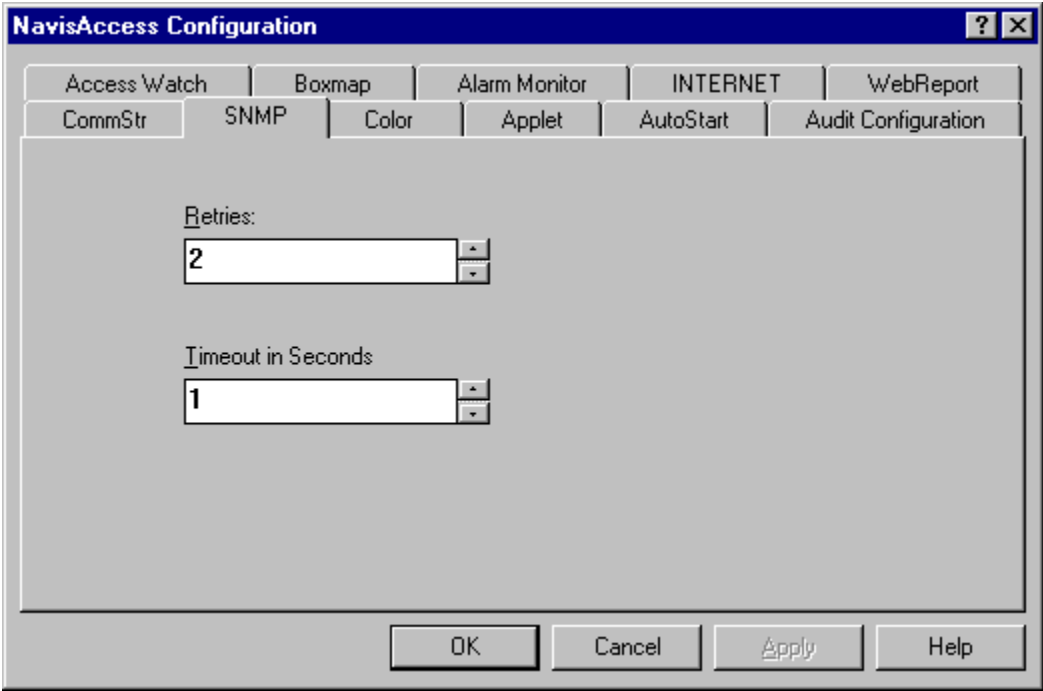 NavisAccess Configuration
Access Watch Boxmap Alarm Monitor INTERNET WebReport
CommStr SNMP Color Applet AutoStart Audit Configuration
Retries:
2
Timeout in Seconds
1
OK Cancel Apply Help